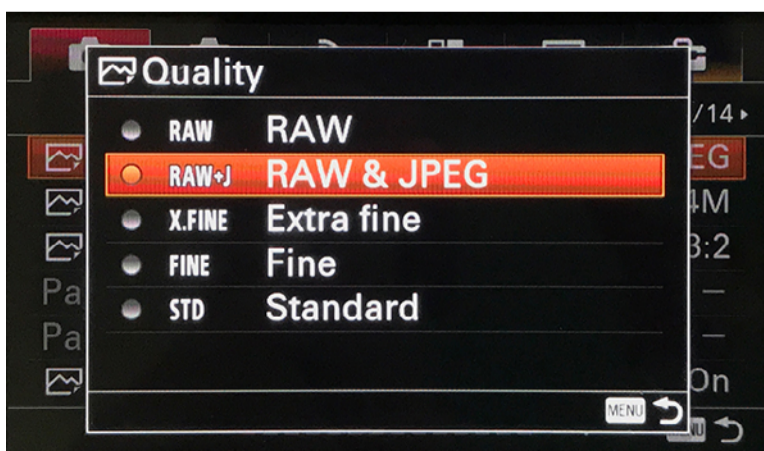 Quality
/14
RAW RAW
EG
RAW+J RAW & JPEG
4M
X.FINE Extra fine
3:2
FINE Fine
Pa –
STD Standard
Pa –
On
MENU